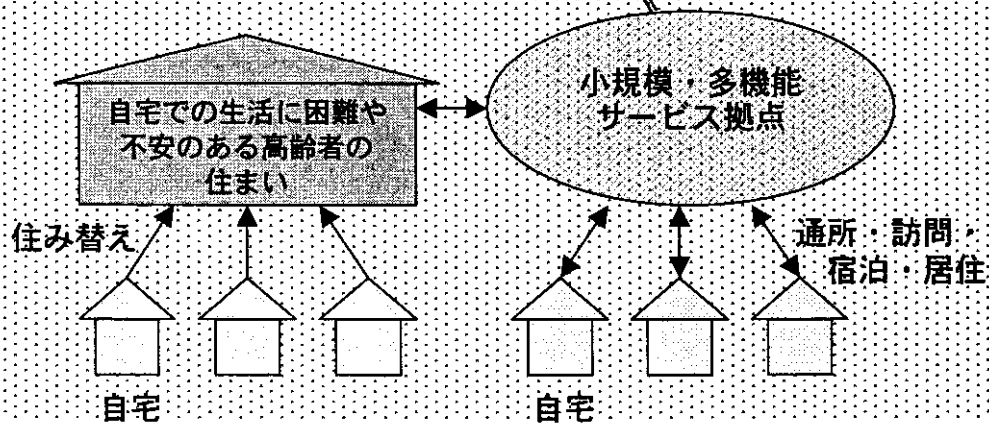 自宅での生活に困難や
不安のある高齢者の
住まい
小規模・多機能
サービス拠点
住み替え
通所・訪問・
宿泊・居住
自宅
自宅